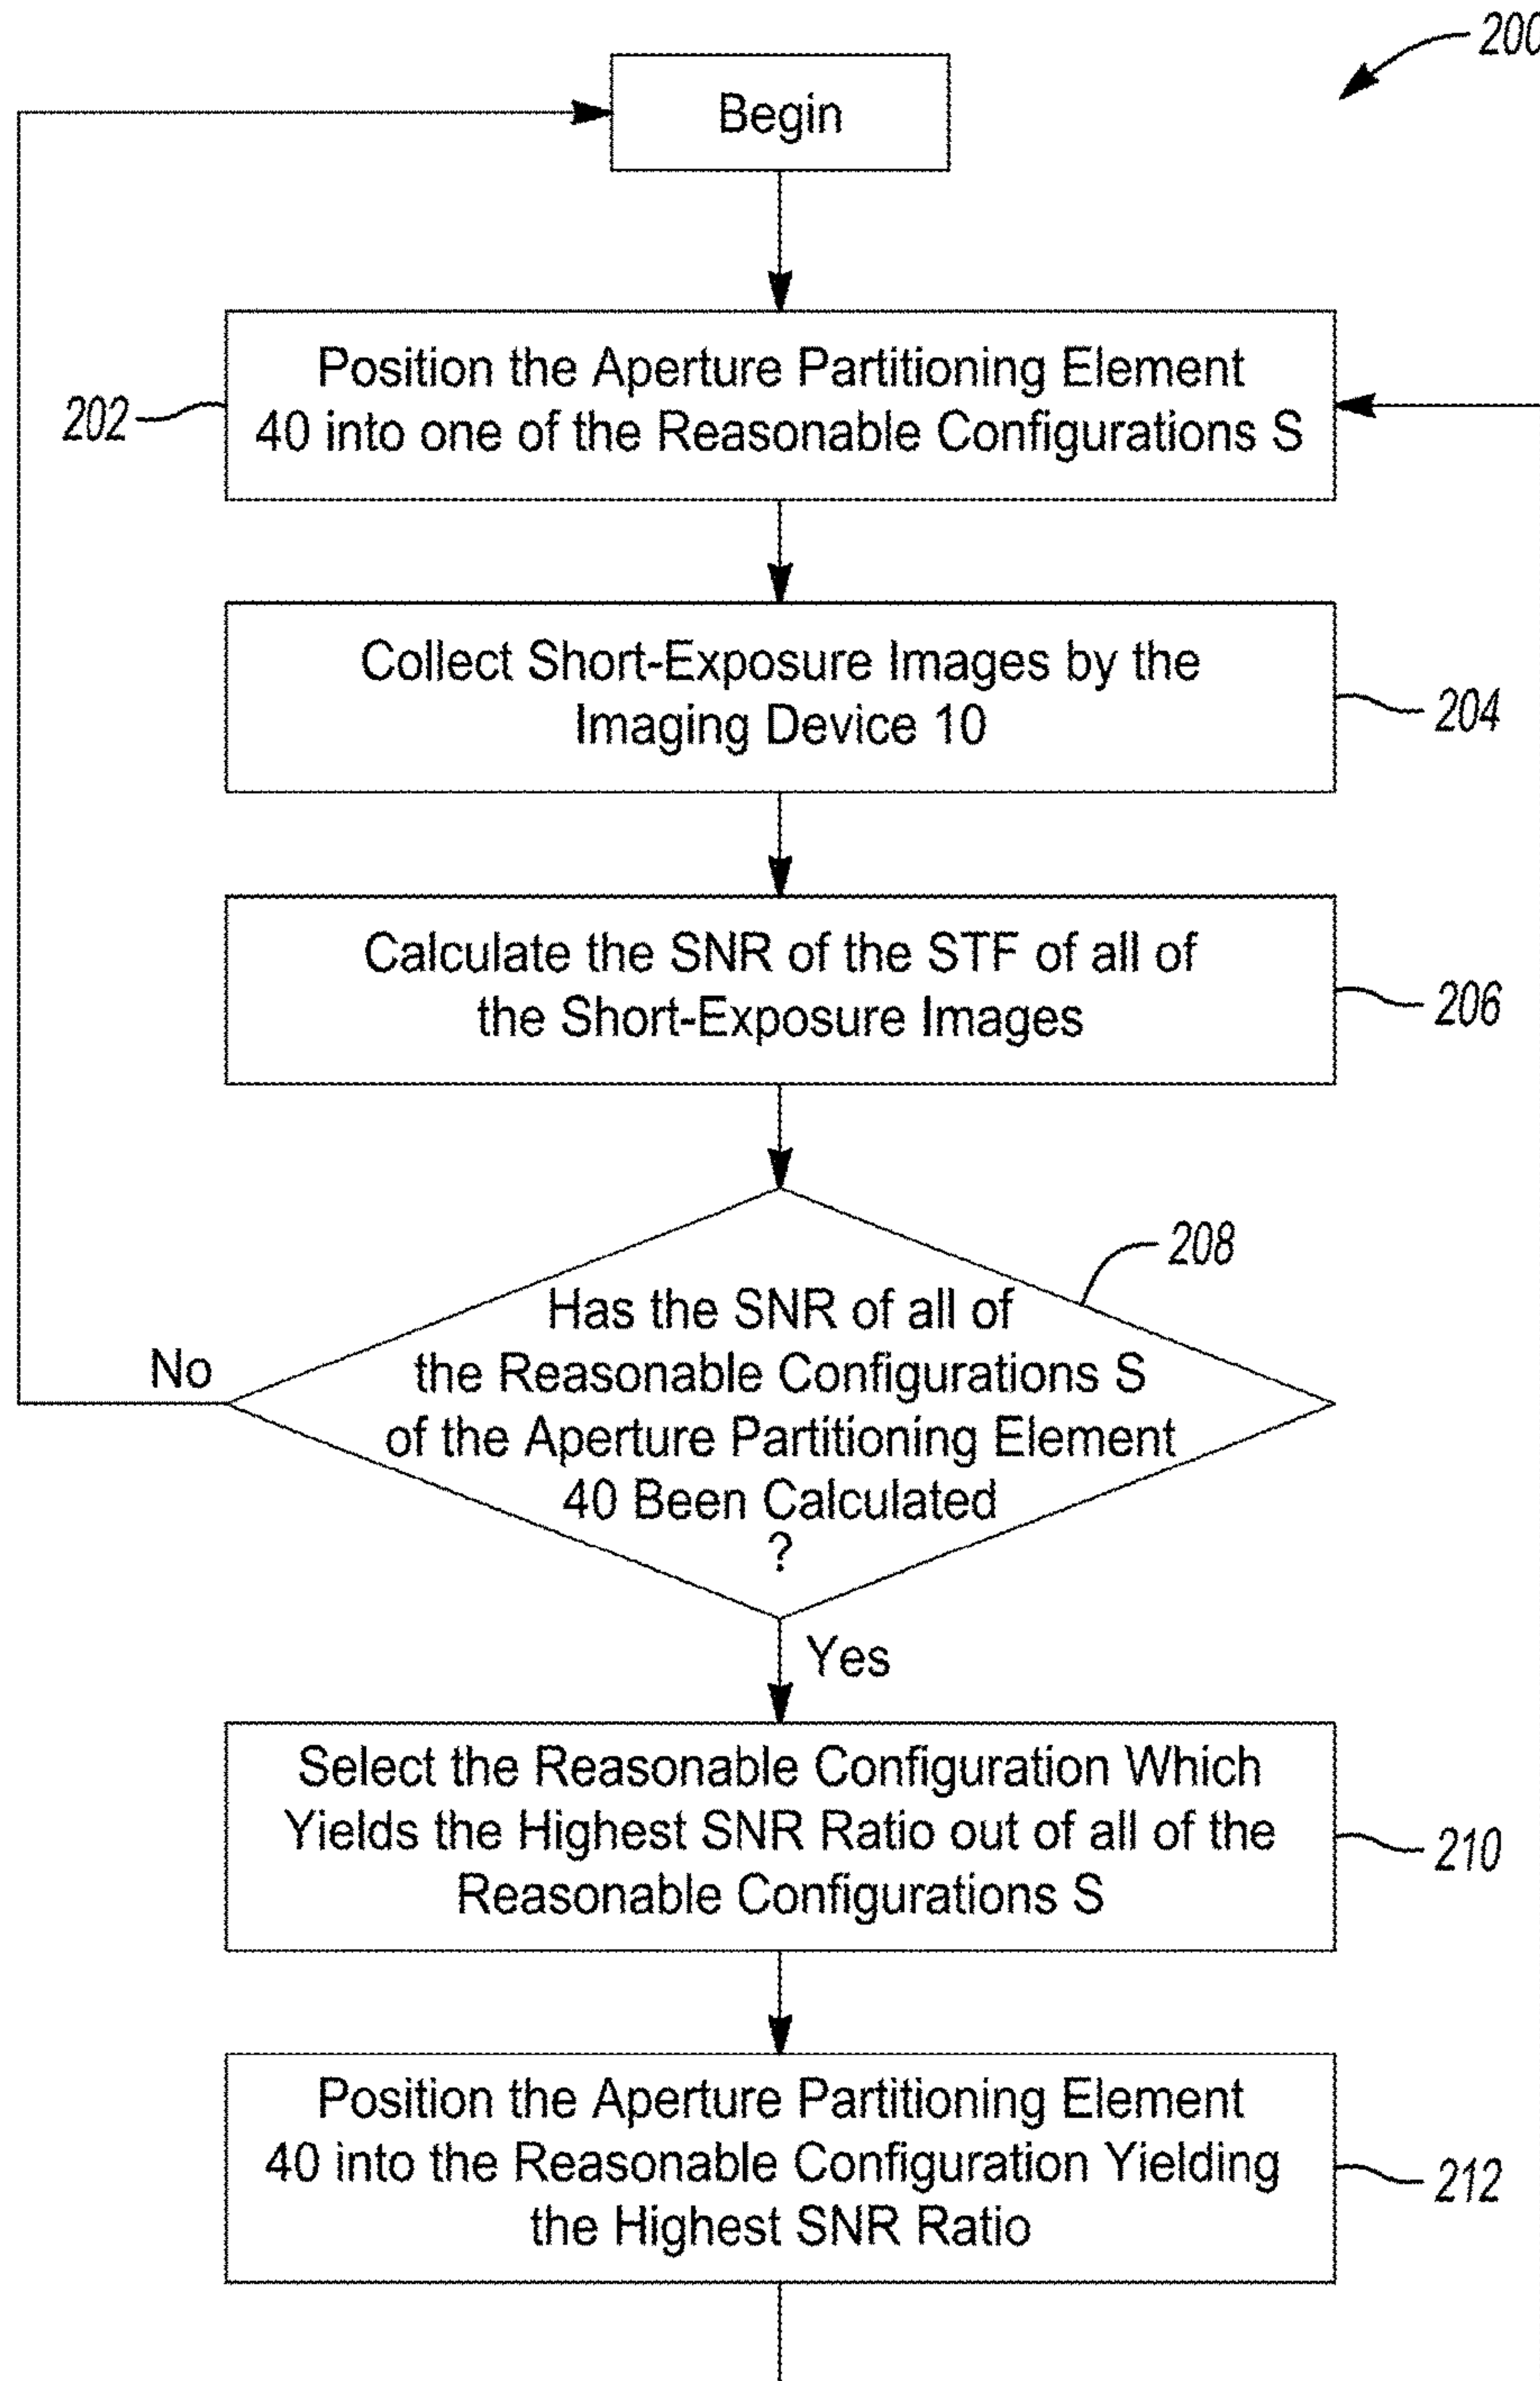 200
Begin
Position the Aperture Partitioning Element
40 into one of the Reasonable Configurations S
202
Collect Short-Exposure Images by the
Imaging Device 10
204
Calculate the SNR of the STF of all of
the Short-Exposure Images
206
208
Has the SNR of all of
the Reasonable Configurations S
of the Aperture Partitioning Element
40 Been Calculated
?
No
Yes
Select the Reasonable Configuration Which
Yields the Highest SNR Ratio out of all of the
Reasonable Configurations S
210
Position the Aperture Partitioning Element
40 into the Reasonable Configuration Yielding
the Highest SNR Ratio
212